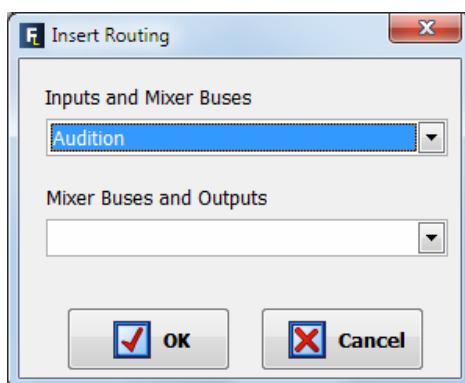 Insert Routing
Inputs and Mixer Buses
Audition
Mixer Buses and Outputs
OK
Cancel